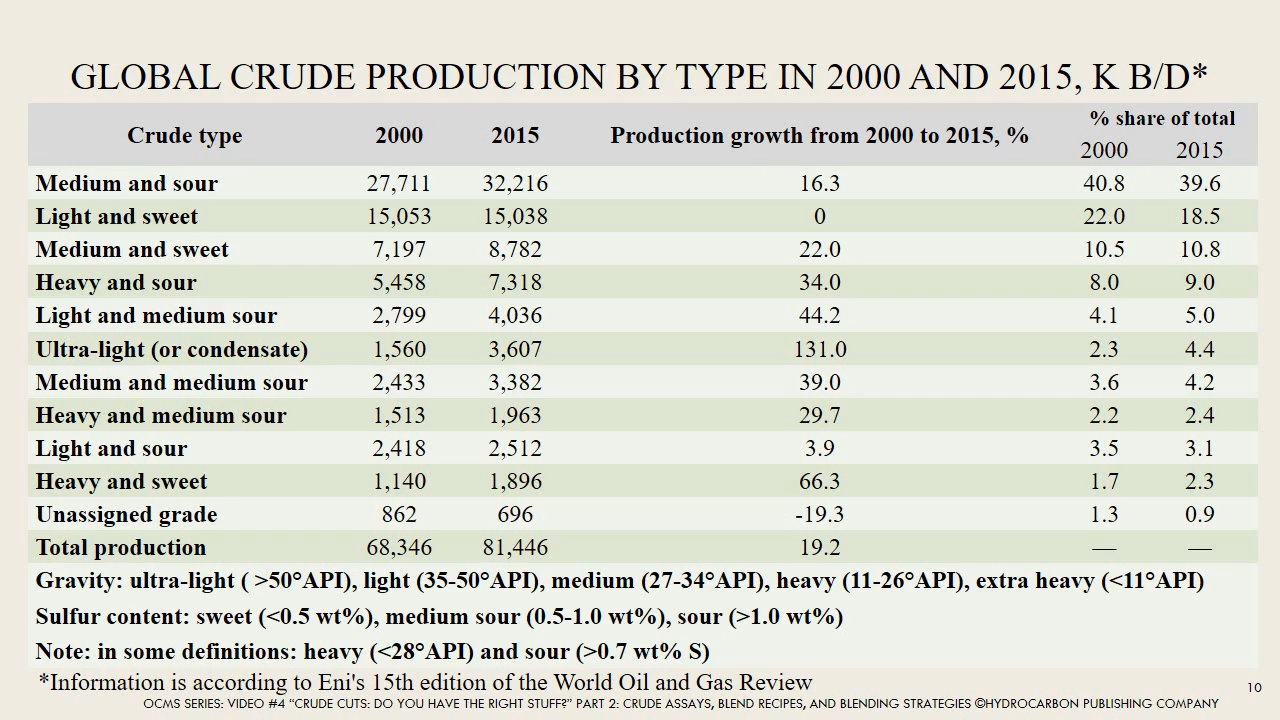 GLOBAL CRUDE PRODUCTION BY TYPE IN 2000 AND 2015, K B/D*
Crude type 2000 2015 Production growth from 2000 to 2015, % % share of total
2000 2015
Medium and sour 27,711 32,216 16.3 40.8 39.6
Light and sweet 15,053 15,038 0 22.0 18.5
Medium and sweet 7,197 8,782 22.0 10.5 10.8
Heavy and sour 5,458 7,318 34.0 8.0 9.0
Light and medium sour 2,799 4,036 44.2 4.1 5.0
Ultra-light (or condensate) 1,560 3,607 131.0 2.3 4.4
Medium and medium sour 2,433 3,382 39.0 3.6 4.2
Heavy and medium sour 1,513 1,963 29.7 2.2 2.4
Light and sour 2,418 2,512 3.9 3.5 3.1
Heavy and sweet 1,140 1,896 66.3 1.7 2.3
Unassigned grade 862 696 -19.3 1.3 0.9
Total production 68,346 81,446 19.2 — —
Gravity: ultra-light ( >50°API), light (35-50°API), medium (27-34°API), heavy (11-26°API), extra heavy (<11°API)
Sulfur content: sweet (<0.5 wt%), medium sour (0.5-1.0 wt%), sour (>1.0 wt%)
Note: in some definitions: heavy (<28°API) and sour (>0.7 wt% S)
*Information is according to Eni's 15th edition of the World Oil and Gas Review
10
OCMS SERIES: VIDEO #4 “CRUDE CUTS: DO YOU HAVE THE RIGHT STUFF?” PART 2: CRUDE ASSAYS, BLEND RECIPES, AND BLENDING STRATEGIES ©HYDROCARBON PUBLISHING COMPANY